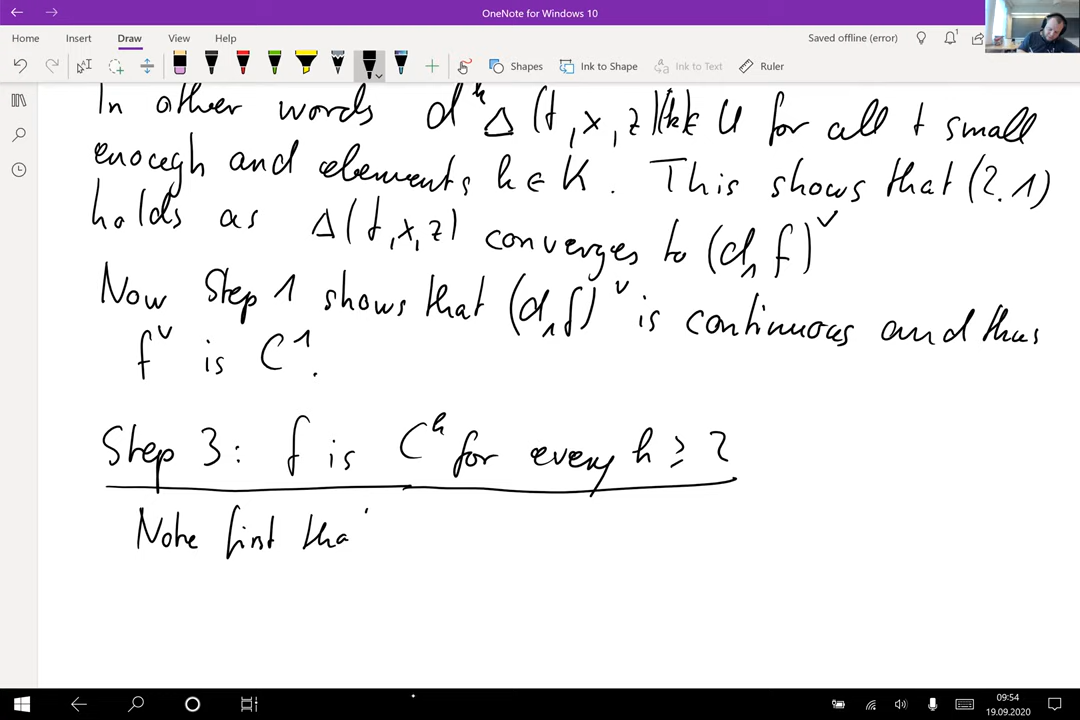 OneNote for Windows 10
Home Insert Draw View Help
Saved offline (error)
Shapes Ink to Shape Ink to Text Ruler
In other words d^k Δ(t,x,z)(k) ∈ U for all t small
enough and elements k ∈ K. This shows that (2.1)
holds as Δ(t,x,z) converges to (d₁f)^∨
Now Step 1 shows that (d₁f)^∨ is continuous and thus
f^∨ is C^1.
Step 3: f is C^k for every k ≥ 2
Note first tha
09:54
19.09.2020